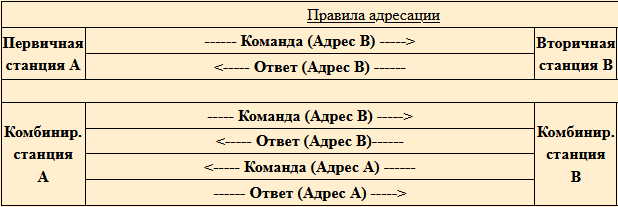 Правила адресации
Первичная
станция A
------ Команда (Адрес B) ----->
<----- Ответ (Адрес B) ------
Вторичная
станция B
Комбинир.
станция
A
----- Команда (Адрес B) ----->
<----- Ответ (Адрес B)------
<----- Команда (Адрес A) ------
------ Ответ (Адрес A) ----->
Комбинир.
станция
B